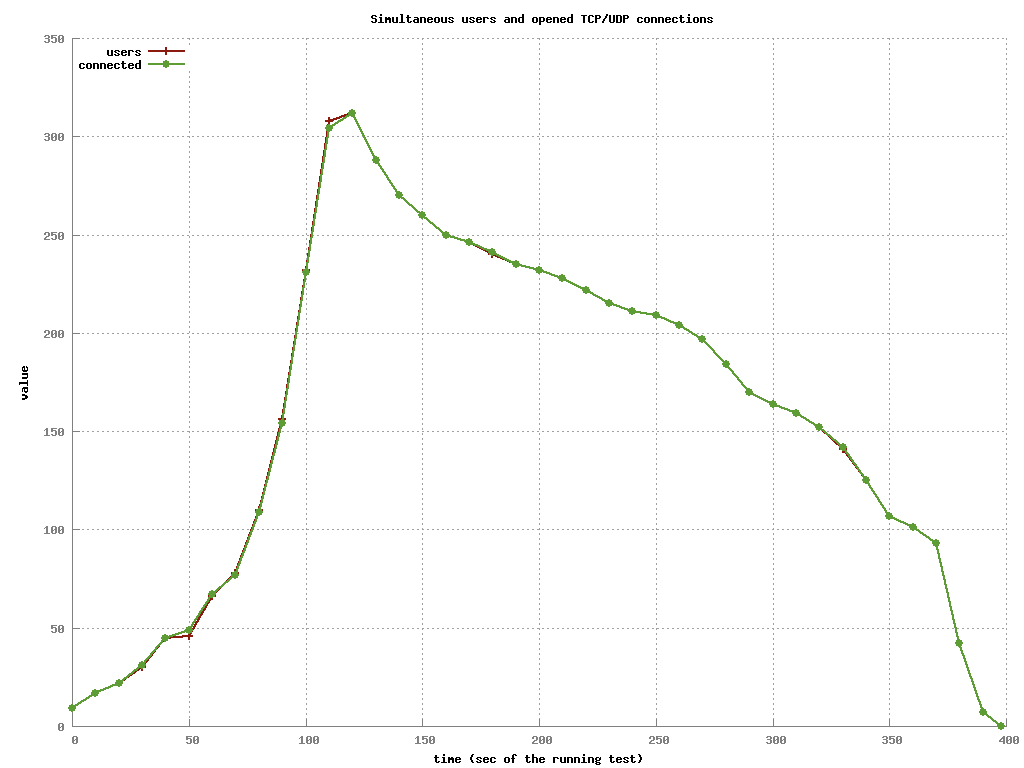 Simultaneous users and opened TCP/UDP connections
users
connected
350
300
250
200
150
100
50
0
value
0 50 100 150 200 250 300 350 400
time (sec of the running test)